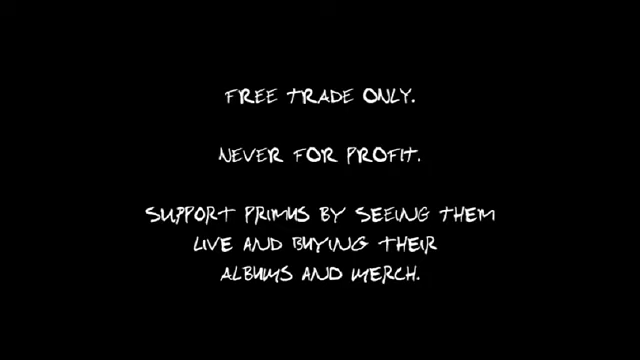 FREE TRADE ONLY.
NEVER FOR PROFIT.
SUPPORT PRIMUS BY SEEING THEM
LIVE AND BUYING THEIR
ALBUMS AND MERCH.